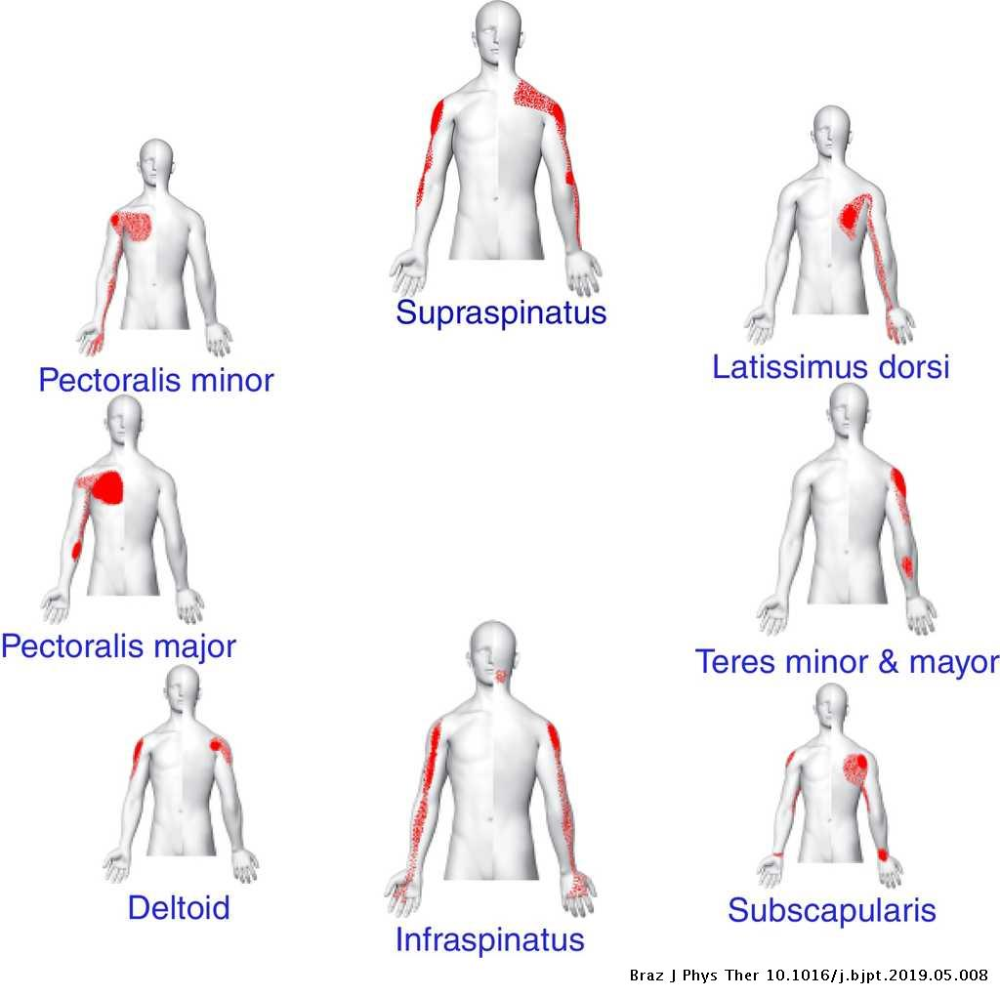 Supraspinatus
Pectoralis minor
Latissimus dorsi
Pectoralis major
Teres minor & mayor
Deltoid
Infraspinatus
Subscapularis
Braz J Phys Ther 10.1016/j.bjpt.2019.05.008